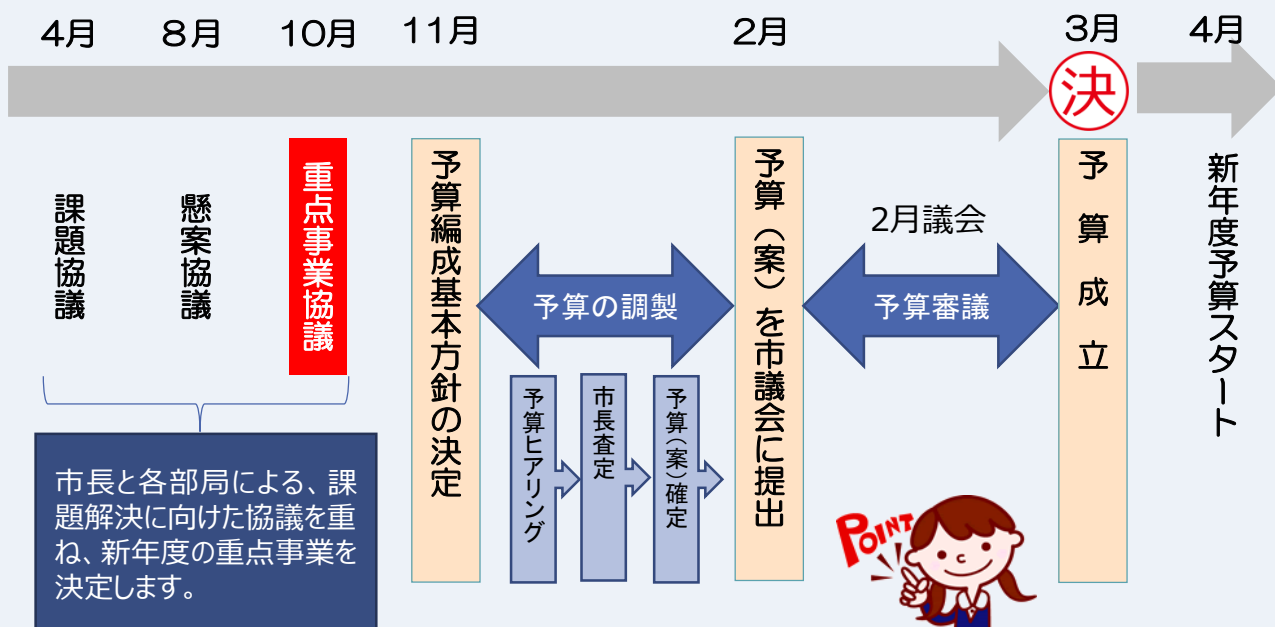 4月
8月
10月
11月
2月
3月
4月
決
課題協議
懸案協議
重点事業協議
予算編成基本方針の決定
予算の調製
予算ヒアリング
市長査定
予算(案)確定
予算(案)を市議会に提出
2月議会
予算審議
予算成立
新年度予算スタート
市長と各部局による、課
題解決に向けた協議を重
ね、新年度の重点事業を
決定します。
POINT